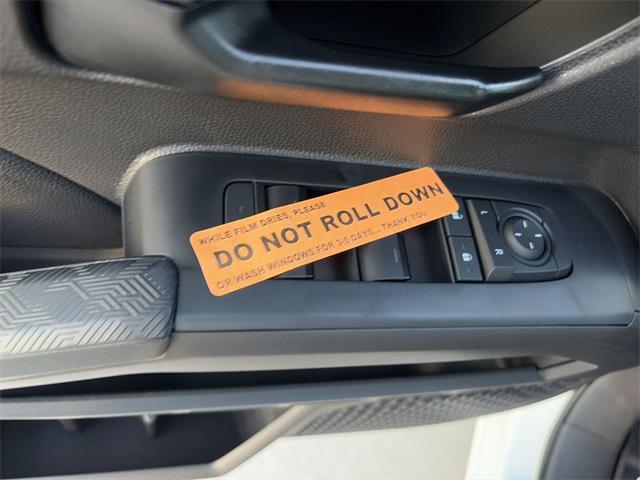 WHILE FILM DRIES, PLEASE
DO NOT ROLL DOWN
OR WASH WINDOWS FOR 3-5 DAYS... THANK YOU
L
R